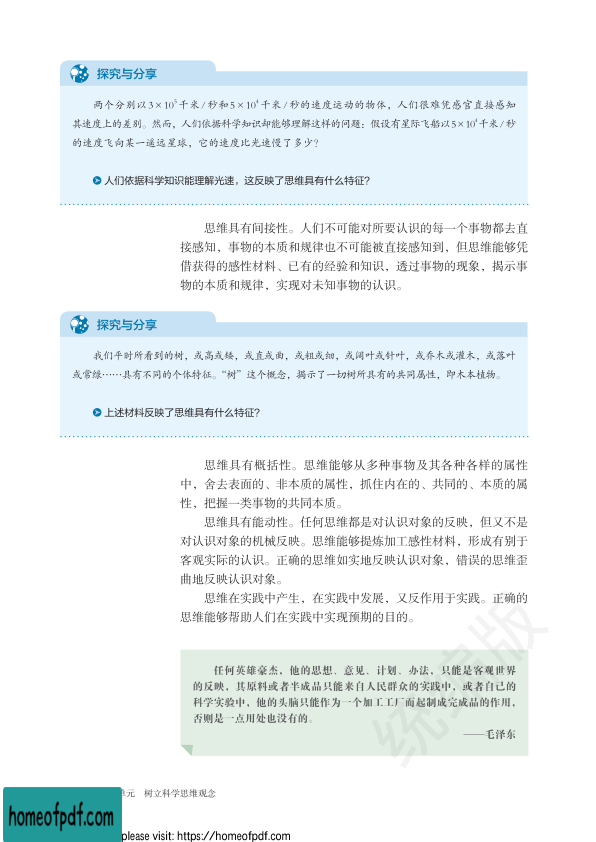 探究与分享
两个分别以3×10⁵千米/秒和5×10⁴千米/秒的速度运动的物体，人们很难凭感官直接感知
其速度上的差别。然而，人们依据科学知识却能够理解这样的问题：假设有星际飞船以5×10⁴千米/秒
的速度飞向某一遥远星球，它的速度比光速慢了多少？
人们依据科学知识能理解光速，这反映了思维具有什么特征？
思维具有间接性。人们不可能对所要认识的每一个事物都去直
接感知，事物的本质和规律也不可能被直接感知到，但思维能够凭
借获得的感性材料、已有的经验和知识，透过事物的现象，揭示事
物的本质和规律，实现对未知事物的认识。
探究与分享
我们平时所看到的树，或高或矮，或直或曲，或粗或细，或阔叶或针叶，或乔木或灌木，或落叶
或常绿……具有不同的个体特征。“树”这个概念，揭示了一切树所具有的共同属性，即木本植物。
上述材料反映了思维具有什么特征？
思维具有概括性。思维能够从多种事物及其各种各样的属性
中，舍去表面的、非本质的属性，抓住内在的、共同的、本质的属
性，把握一类事物的共同本质。
思维具有能动性。任何思维都是对认识对象的反映，但又不是
对认识对象的机械反映。思维能够提炼加工感性材料，形成有别于
客观实际的认识。正确的思维如实地反映认识对象，错误的思维歪
曲地反映认识对象。
思维在实践中产生，在实践中发展，又反作用于实践。正确的
思维能够帮助人们在实践中实现预期的目的。
任何英雄豪杰，他的思想、意见、计划、办法，只能是客观世界
的反映，其原料或者半成品只能来自人民群众的实践中，或者自己的
科学实验中，他的头脑只能作为一个加工工厂而起制成完成品的作用，
否则是一点用处也没有的。
——毛泽东
统编版
单元 树立科学思维观念
homeofpdf.com
please visit: https://homeofpdf.com